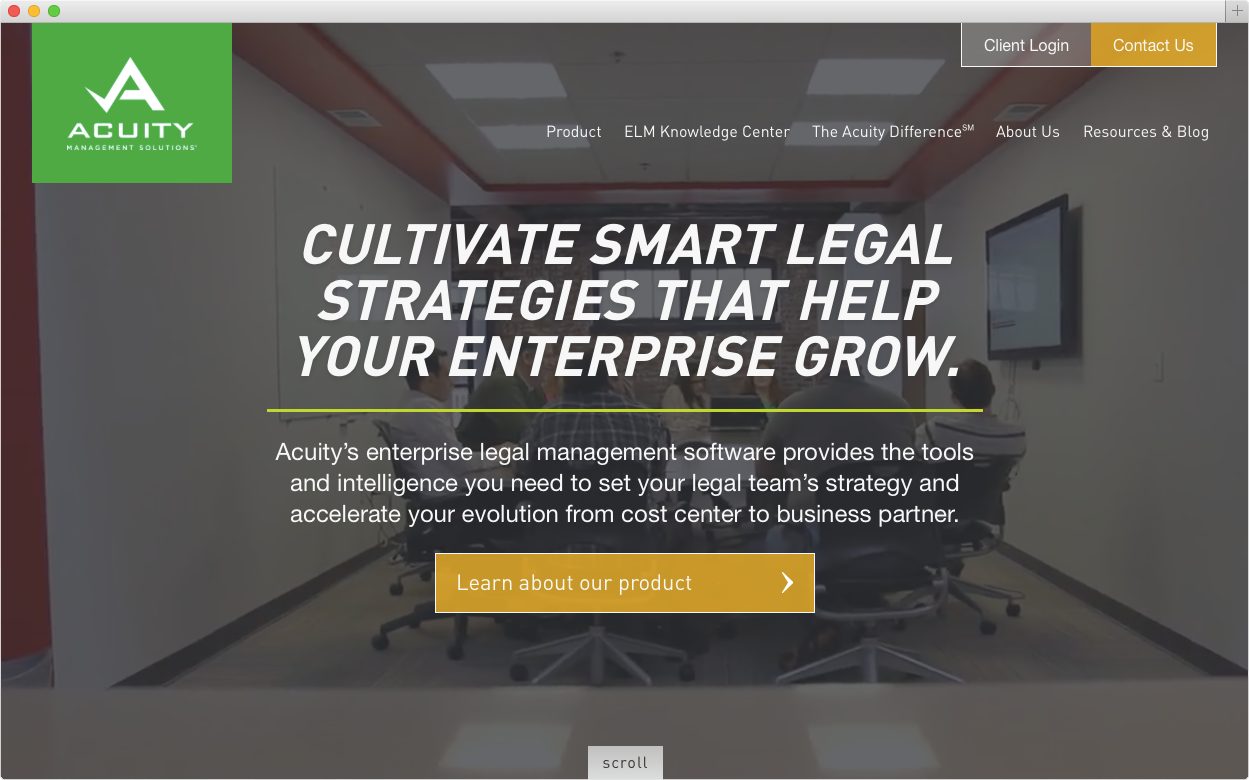 Client Login
Contact Us
ACUITY
MANAGEMENT SOLUTIONS
Product
ELM Knowledge Center
The Acuity Difference℠
About Us
Resources & Blog
CULTIVATE SMART LEGAL
STRATEGIES THAT HELP
YOUR ENTERPRISE GROW.
Acuity’s enterprise legal management software provides the tools
and intelligence you need to set your legal team’s strategy and
accelerate your evolution from cost center to business partner.
Learn about our product
scroll